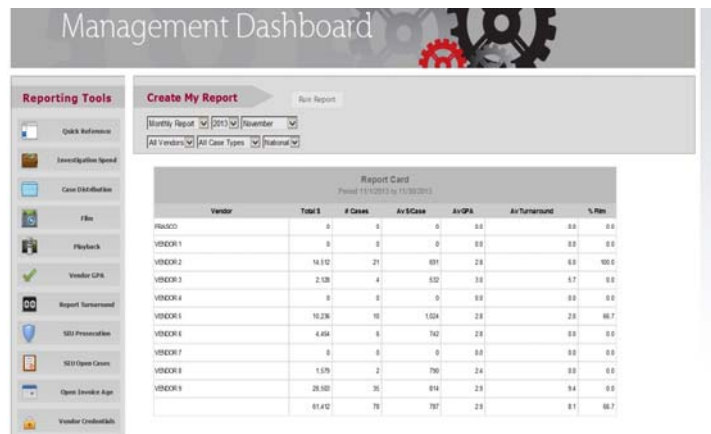 Management Dashboard
Reporting Tools
Quick Reference
Investigation Spend
Case Distribution
Film
Playback
Vendor GPA
Report Turnaround
SIU Prosecution
SIU Open Cases
Open Invoice Age
Vendor Credentials
Create My Report
Run Report
Monthly Report 2013 November
All Vendors All Case Types National
Report Card
Period 11/1/2013 to 11/30/2013
Vendor Total $ # Cases Av $/Case Av GPA Av Turnaround % Film
FRASCO 0 0 0 0.0 0.0 0.0
VENDOR 1 0 0 0 0.0 0.0 0.0
VENDOR 2 14,512 21 691 2.8 6.8 100.0
VENDOR 3 2,128 4 532 3.0 5.7 0.0
VENDOR 4 0 0 0 0.0 0.0 0.0
VENDOR 5 10,236 10 1,024 2.8 2.8 66.7
VENDOR 6 4,454 6 742 2.8 0.0 0.0
VENDOR 7 0 0 0 0.0 0.0 0.0
VENDOR 8 1,579 2 790 2.4 0.0 0.0
VENDOR 9 35 814 2.9 9.4 0.0
61,412 78 787 2.9 8.1 66.7